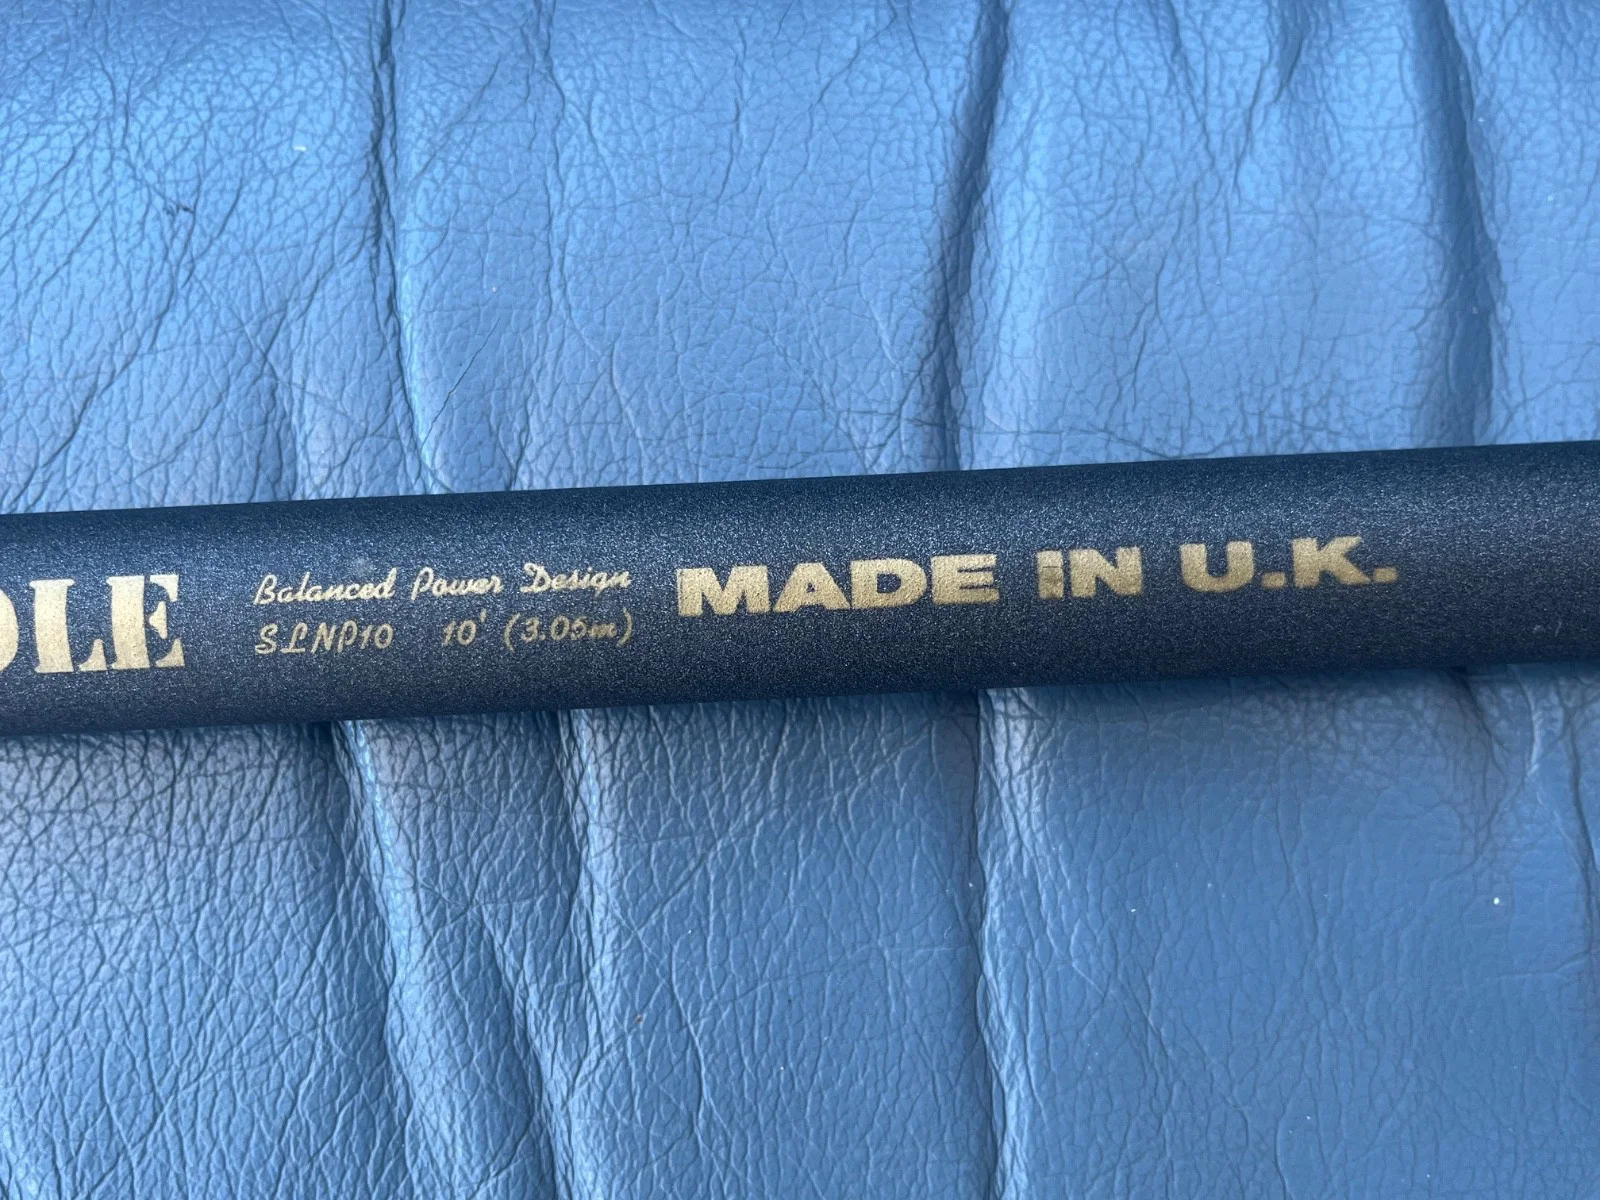 OLE
Balanced Power Design
SLNP10 10' (3.05m)
MADE IN U.K.